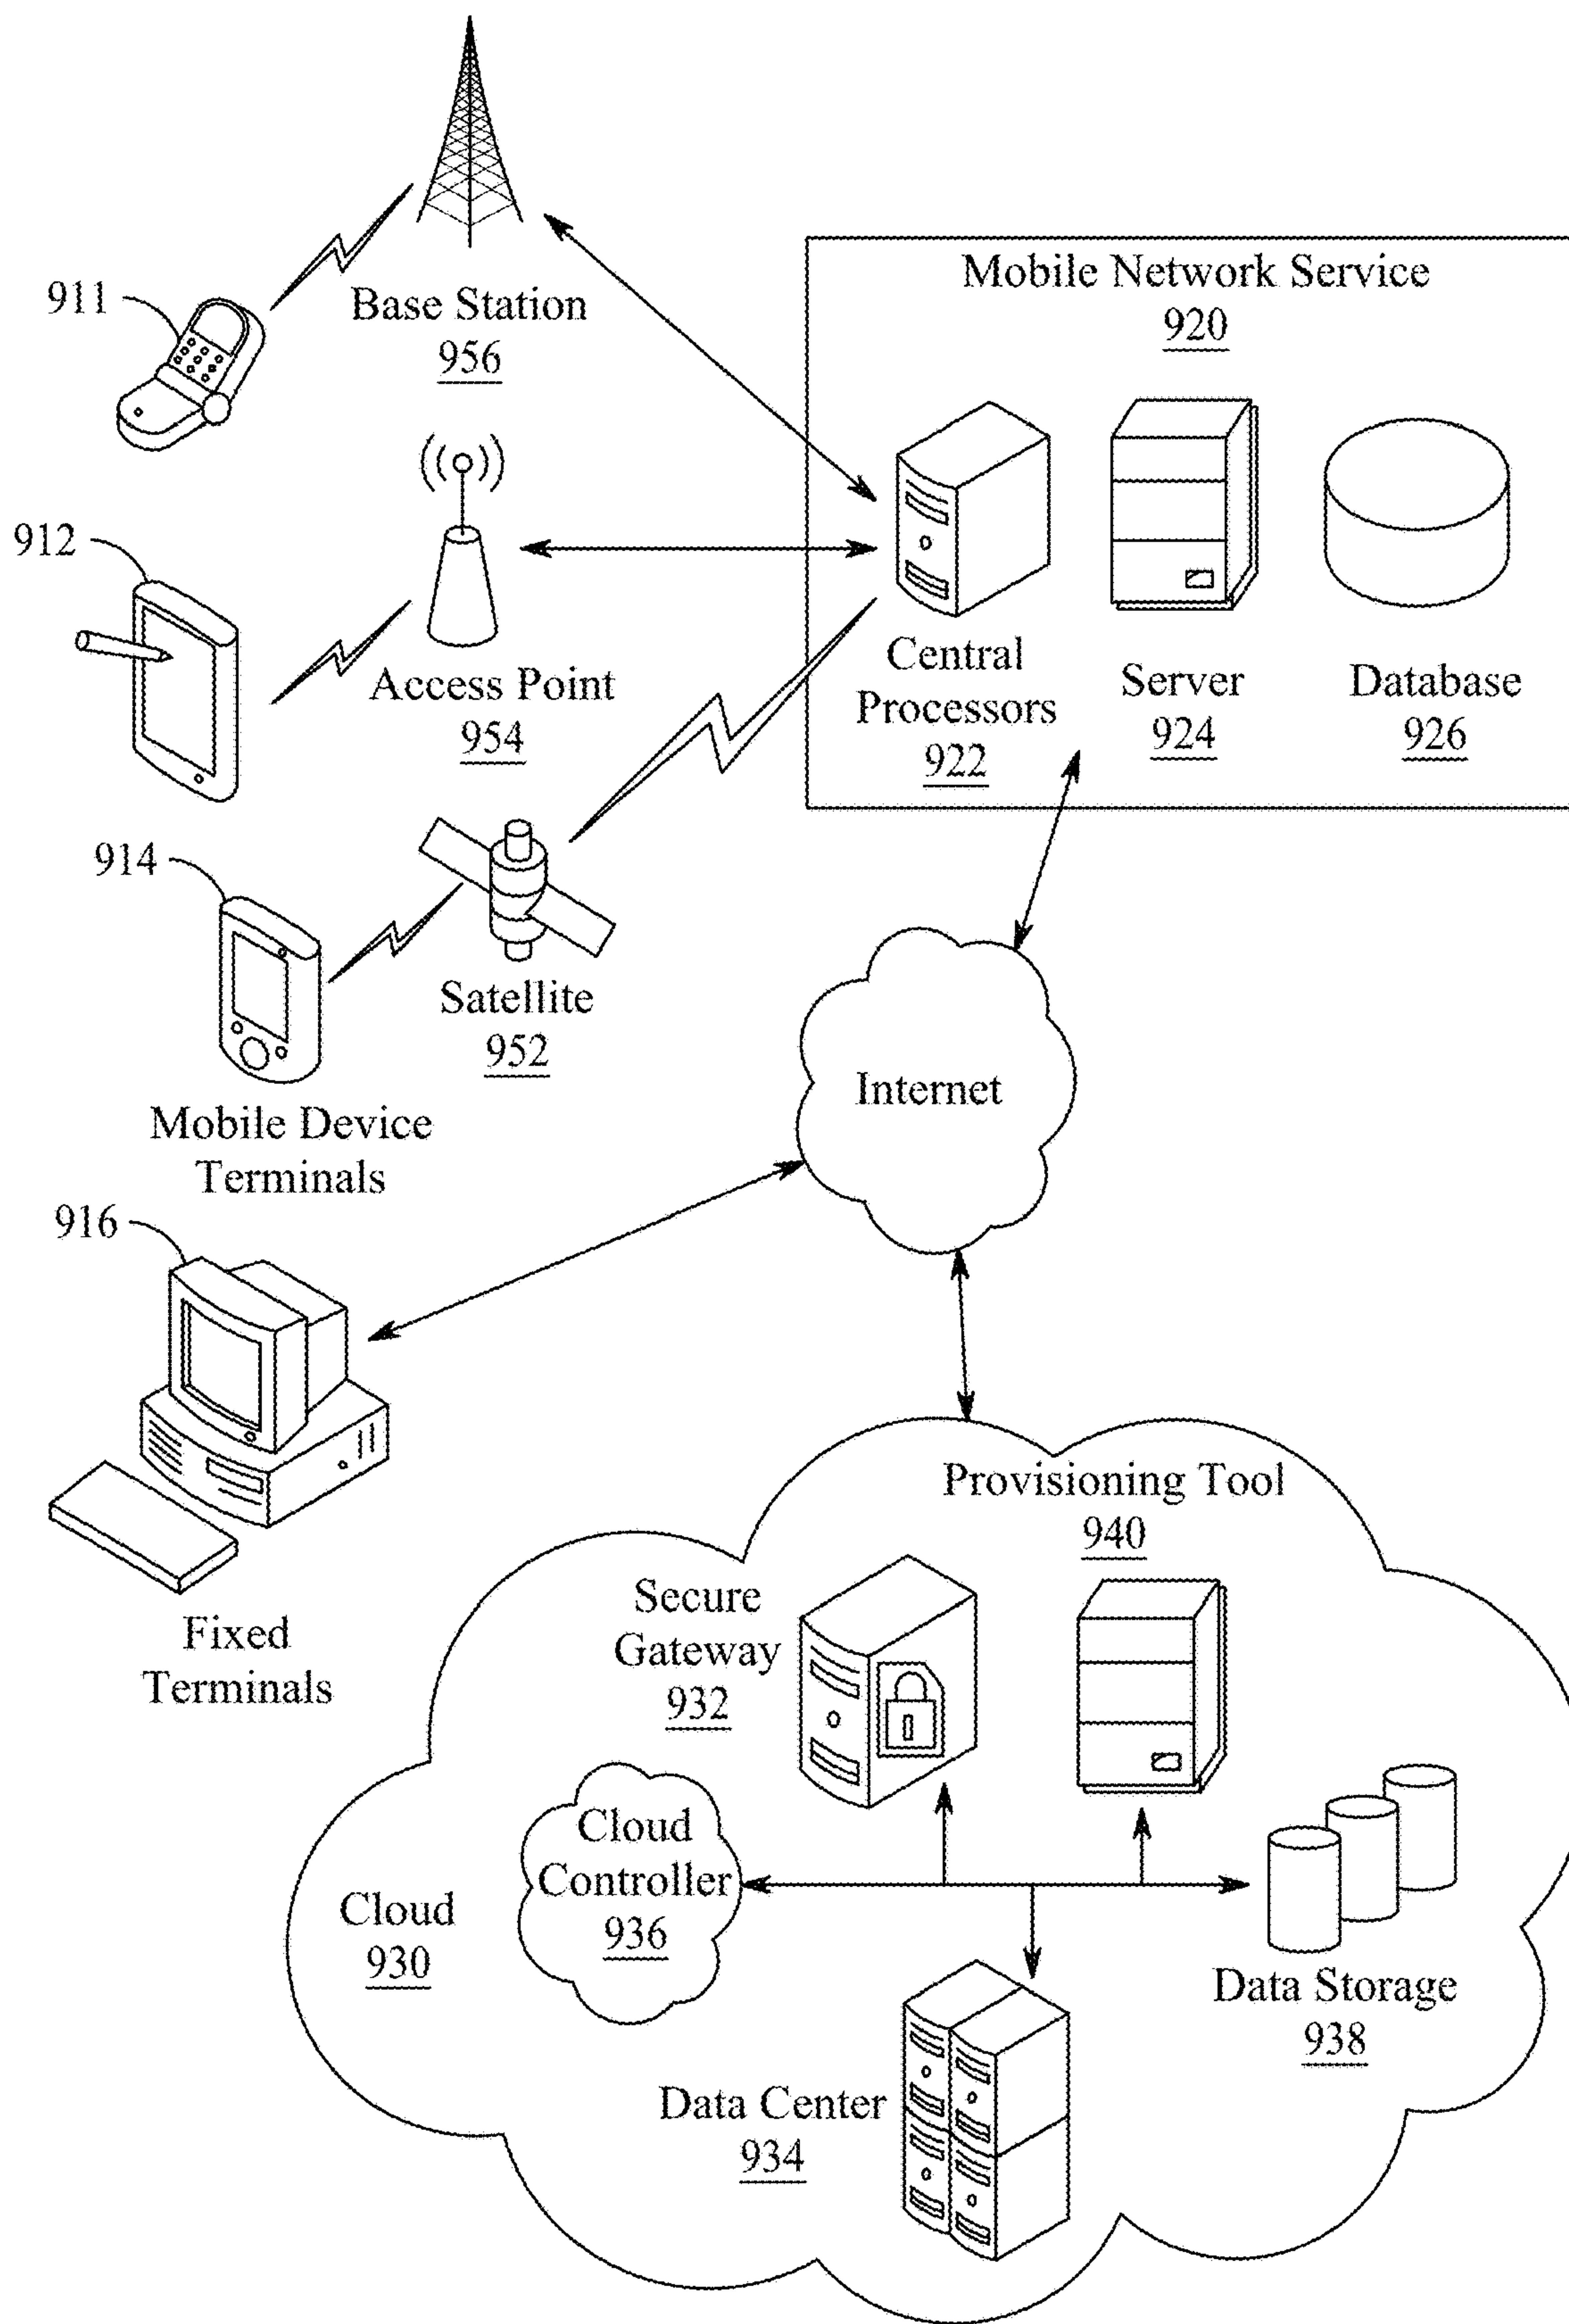 911
Base Station
956
Mobile Network Service
920
912
Access Point
954
Central
Processors
922
Server
924
Database
926
914
Satellite
952
Mobile Device
Terminals
Internet
916
Fixed
Terminals
Provisioning Tool
940
Secure
Gateway
932
Cloud
Controller
936
Cloud
930
Data Storage
938
Data Center
934